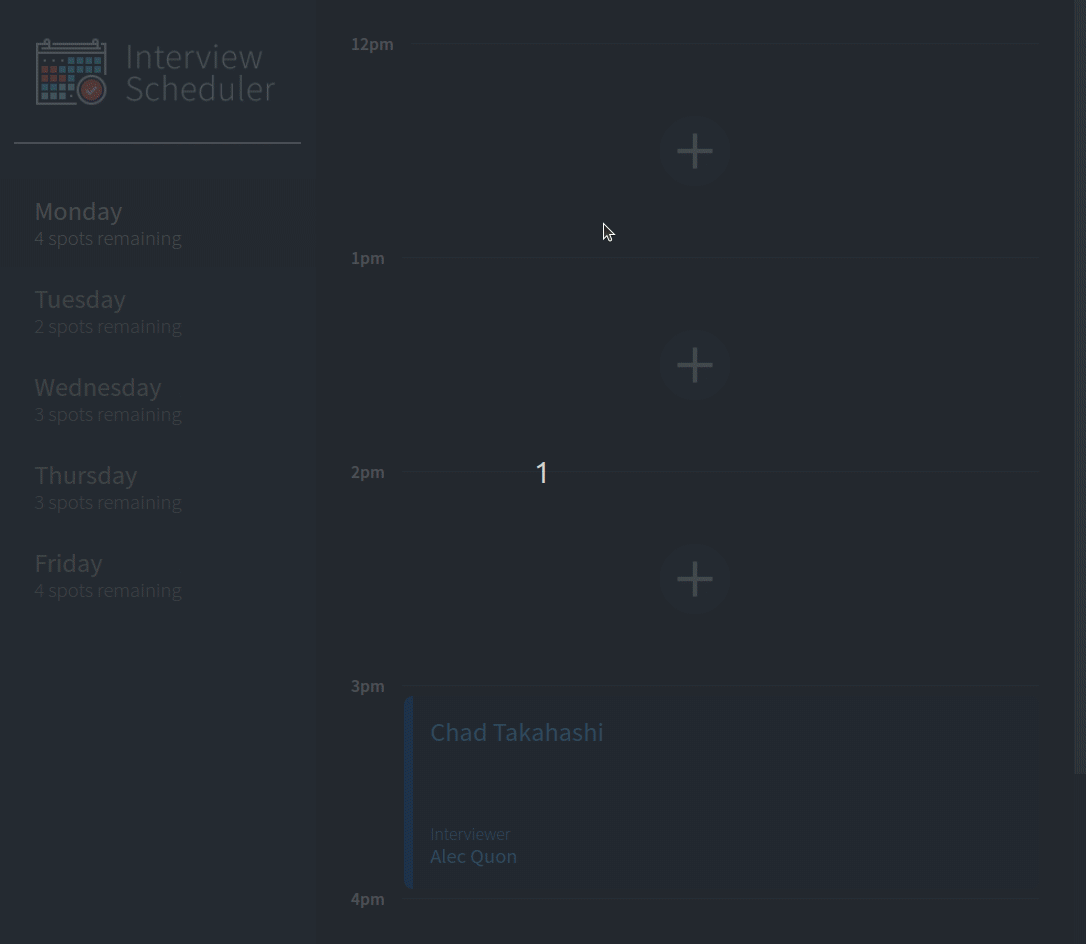 Interview
Scheduler
Monday
4 spots remaining
Tuesday
2 spots remaining
Wednesday
3 spots remaining
Thursday
3 spots remaining
Friday
4 spots remaining
12pm
1pm
2pm
1
3pm
Chad Takahashi
Interviewer
Alec Quon
4pm